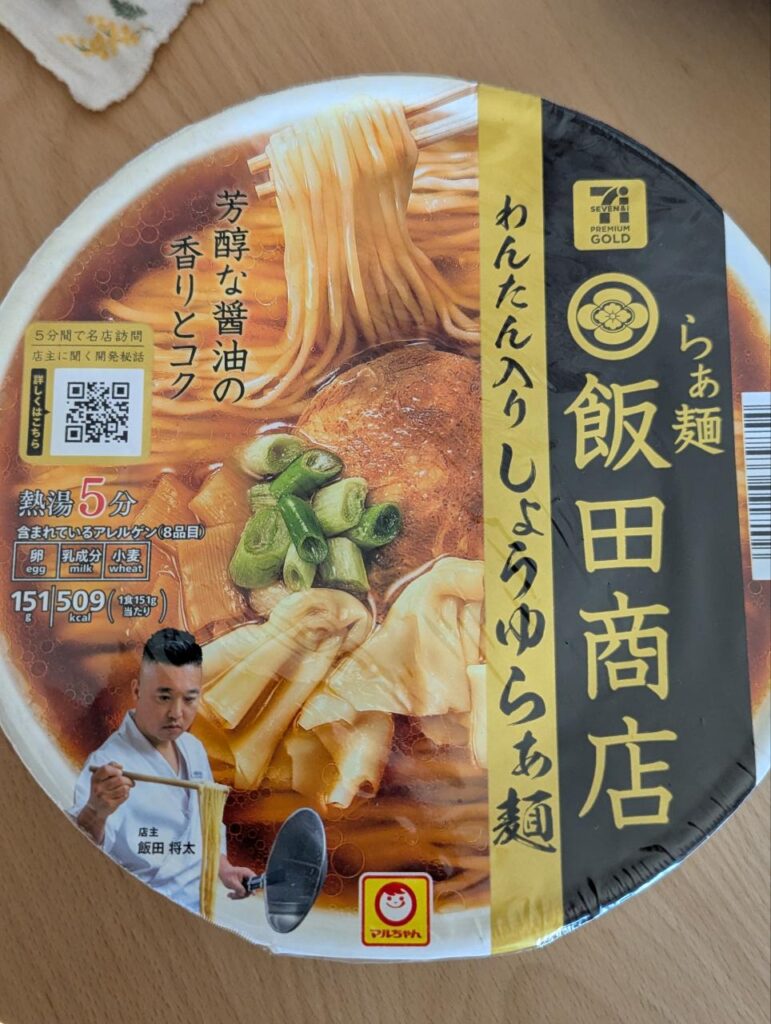 SEVEN&i
PREMIUM
GOLD
らぁ麺
飯田商店
わんたん入りしょうゆらぁ麺
芳醇な醤油の
香りとコク
5分間で名店訪問
店主に聞く開発秘話
詳しくはこちら
熱湯5分
含まれているアレルゲン(8品目)
卵 乳成分 小麦
egg milk wheat
151g 509kcal (1食151g当たり)
店主
飯田 将太
マルちゃん